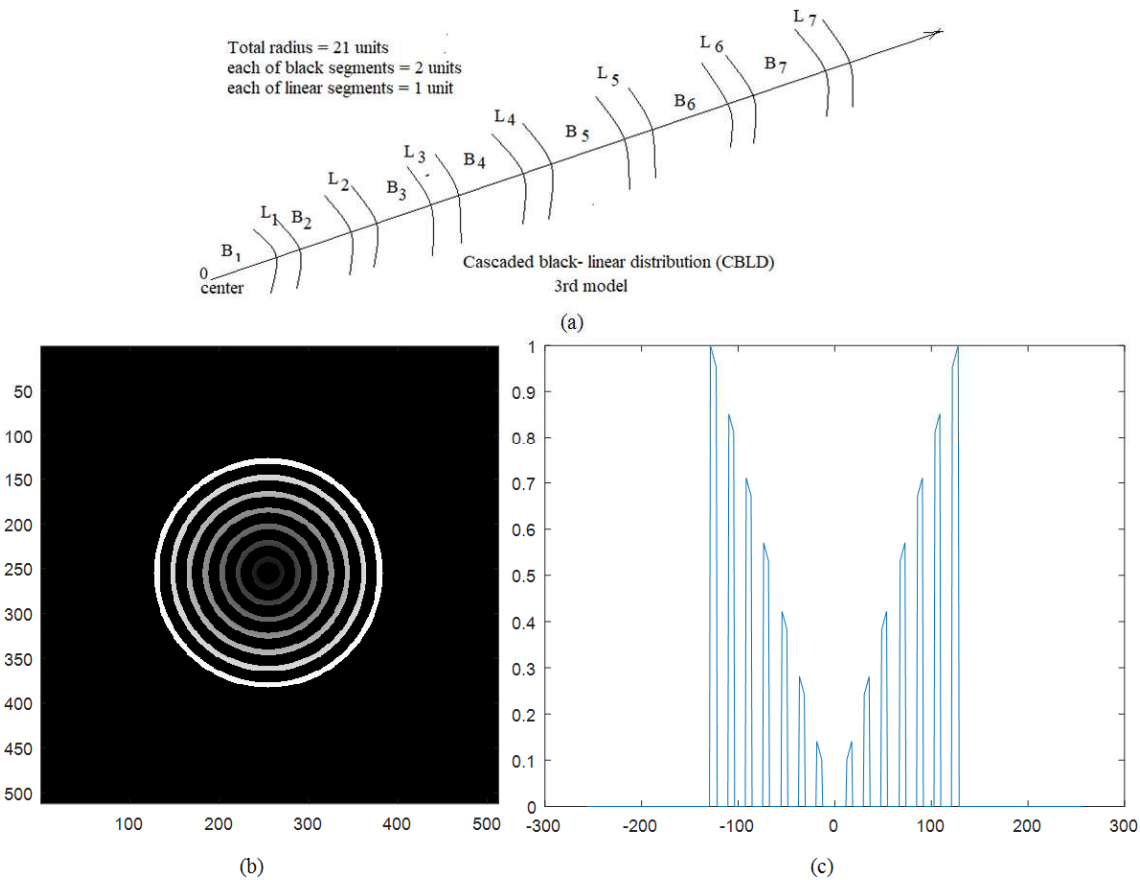 Total radius = 21 units
each of black segments = 2 units
each of linear segments = 1 unit
B1 L1 B2 L2 B3 L3 B4 L4 B5 L5 B6 L6 B7 L7
0
center
Cascaded black- linear distribution (CBLD)
3rd model
(a)
50
100
150
200
250
300
350
400
450
500
100 200 300 400 500
(b)
1
0.9
0.8
0.7
0.6
0.5
0.4
0.3
0.2
0.1
0
-300 -200 -100 0 100 200 300
(c)